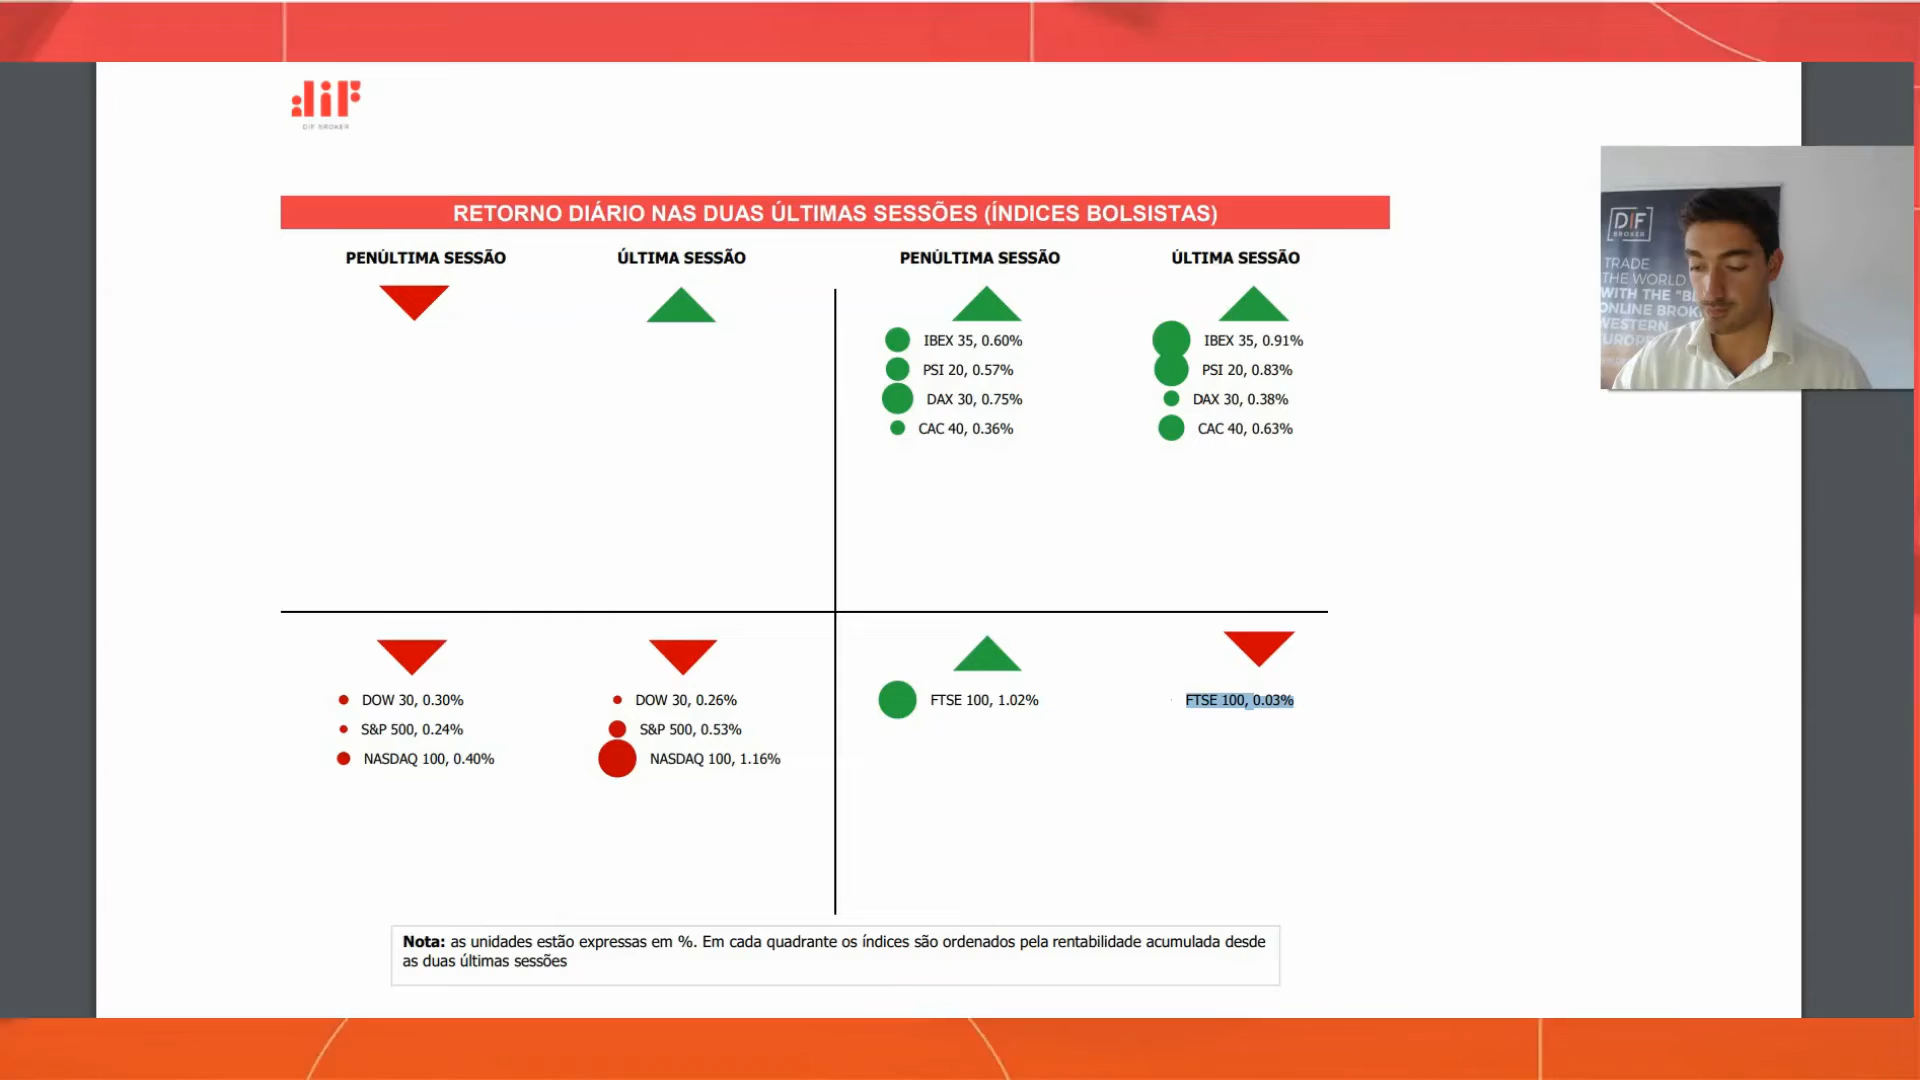 dif
DIF BROKER
RETORNO DIÁRIO NAS DUAS ÚLTIMAS SESSÕES (ÍNDICES BOLSISTAS)
PENÚLTIMA SESSÃO
ÚLTIMA SESSÃO
PENÚLTIMA SESSÃO
ÚLTIMA SESSÃO
IBEX 35, 0.60%
PSI 20, 0.57%
DAX 30, 0.75%
CAC 40, 0.36%
IBEX 35, 0.91%
PSI 20, 0.83%
DAX 30, 0.38%
CAC 40, 0.63%
DOW 30, 0.30%
S&P 500, 0.24%
NASDAQ 100, 0.40%
DOW 30, 0.26%
S&P 500, 0.53%
NASDAQ 100, 1.16%
FTSE 100, 1.02%
FTSE 100, 0.03%
Nota: as unidades estão expressas em %. Em cada quadrante os índices são ordenados pela rentabilidade acumulada desde
as duas últimas sessões
DIF
BROKER
TRADE
THE WORLD
WITH THE
ONLINE
WESTERN